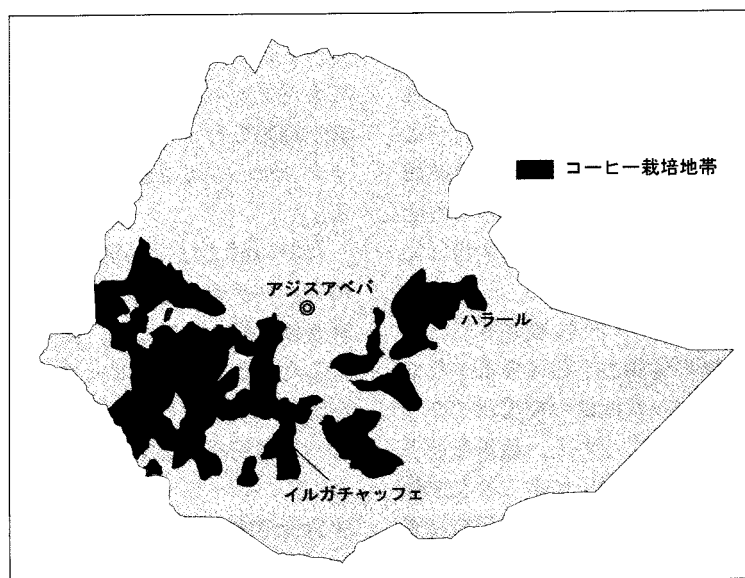 コーヒー栽培地帯
アジスアベバ
ハラール
イルガチャッフェ